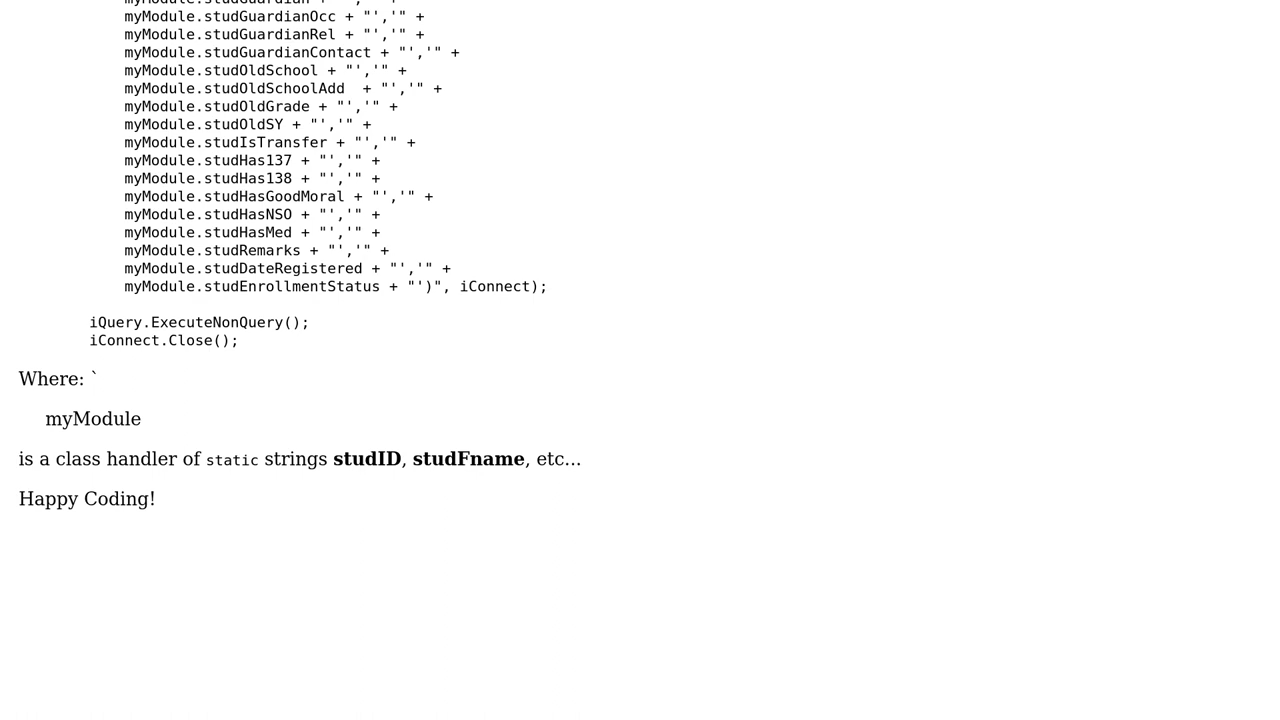 myModule.studGuardian + "','" +
myModule.studGuardianOcc + "','" +
myModule.studGuardianRel + "','" +
myModule.studGuardianContact + "','" +
myModule.studOldSchool + "','" +
myModule.studOldSchoolAdd  + "','" +
myModule.studOldGrade + "','" +
myModule.studOldSY + "','" +
myModule.studIsTransfer + "','" +
myModule.studHas137 + "','" +
myModule.studHas138 + "','" +
myModule.studHasGoodMoral + "','" +
myModule.studHasNSO + "','" +
myModule.studHasMed + "','" +
myModule.studRemarks + "','" +
myModule.studDateRegistered + "','" +
myModule.studEnrollmentStatus + "')", iConnect);
iQuery.ExecuteNonQuery();
iConnect.Close();
Where: `
myModule
is a class handler of static strings studID, studFname, etc...
Happy Coding!